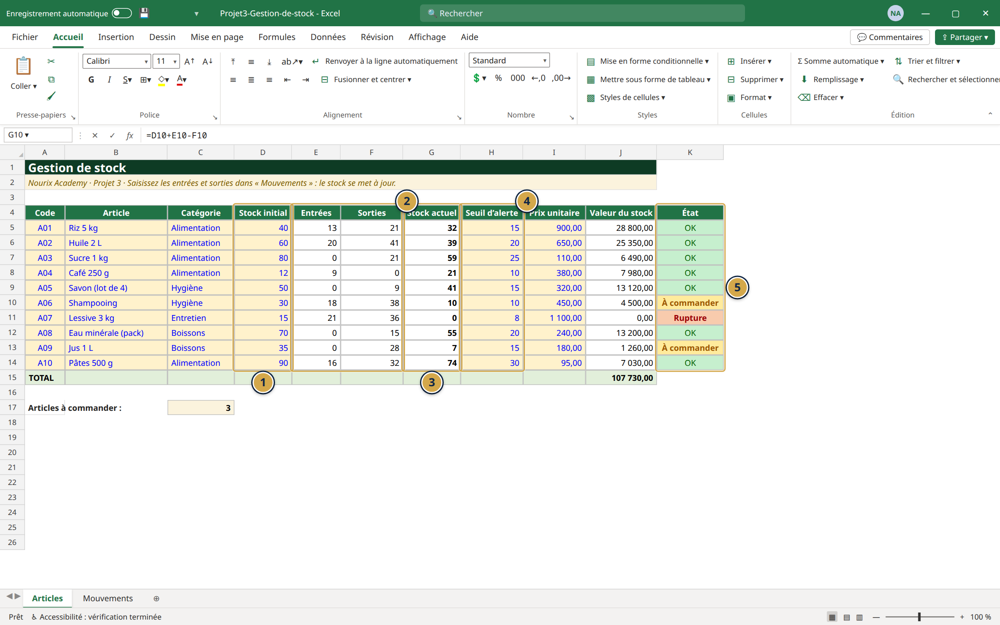 Enregistrement automatique Projet3-Gestion-de-stock - Excel Rechercher NA
Fichier Accueil Insertion Dessin Mise en page Formules Données Révision Affichage Aide Commentaires Partager
Calibri 11 ab Renvoyer à la ligne automatiquement Standard Mise en forme conditionnelle Insérer Σ Somme automatique Trier et filtrer
Coller G I S A Fusionner et centrer % 000 ←,0 ,00→ Mettre sous forme de tableau Supprimer Remplissage Rechercher et sélectionner
Styles de cellules Format Effacer
Presse-papiers Police Alignement Nombre Styles Cellules Édition
G10 fx =D10+E10-F10
A B C D E F G H I J K
1 Gestion de stock
2 Nourix Academy · Projet 3 · Saisissez les entrées et sorties dans « Mouvements » : le stock se met à jour.
3 2 4
4 Code Article Catégorie Stock initial Entrées Sorties Stock actuel Seuil d’alerte Prix unitaire Valeur du stock État
5 A01 Riz 5 kg Alimentation 40 13 21 32 15 900,00 28 800,00 OK
6 A02 Huile 2 L Alimentation 60 20 41 39 20 650,00 25 350,00 OK
7 A03 Sucre 1 kg Alimentation 80 0 21 59 25 110,00 6 490,00 OK
8 A04 Café 250 g Alimentation 12 9 0 21 10 380,00 7 980,00 OK
9 A05 Savon (lot de 4) Hygiène 50 0 9 41 15 320,00 13 120,00 OK 5
10 A06 Shampooing Hygiène 30 18 38 10 10 450,00 4 500,00 À commander
11 A07 Lessive 3 kg Entretien 15 21 36 0 8 1 100,00 0,00 Rupture
12 A08 Eau minérale (pack) Boissons 70 0 15 55 20 240,00 13 200,00 OK
13 A09 Jus 1 L Boissons 35 0 28 7 15 180,00 1 260,00 À commander
14 A10 Pâtes 500 g Alimentation 90 16 32 74 30 95,00 7 030,00 OK
15 TOTAL 1 3 107 730,00
16
17 Articles à commander : 3
18
19
20
21
22
23
24
25
26
Articles Mouvements
Prêt Accessibilité : vérification terminée 100 %